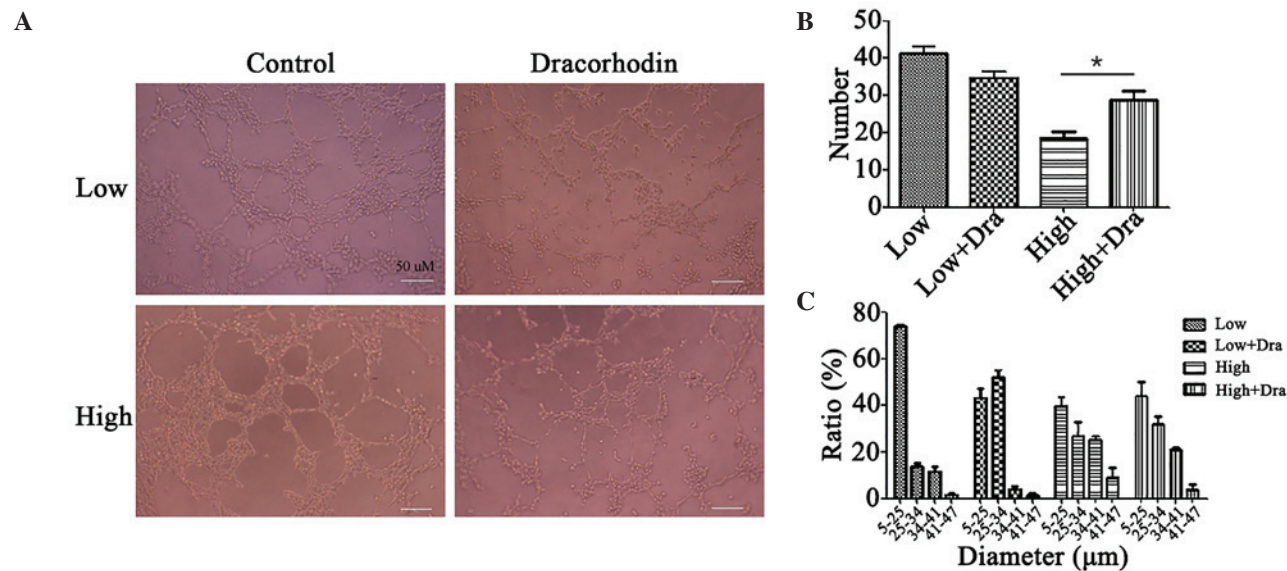 A
Control
Dracorhodin
Low
50 uM
High
B
Number
50
40
30
20
10
0
*
Low
Low+Dra
High
High+Dra
C
Ratio (%)
80
60
40
20
0
Low
Low+Dra
High
High+Dra
5-25
25-34
34-41
41-47
5-25
25-34
34-41
41-47
5-25
25-34
34-41
41-47
5-25
25-34
34-41
41-47
Diameter (µm)